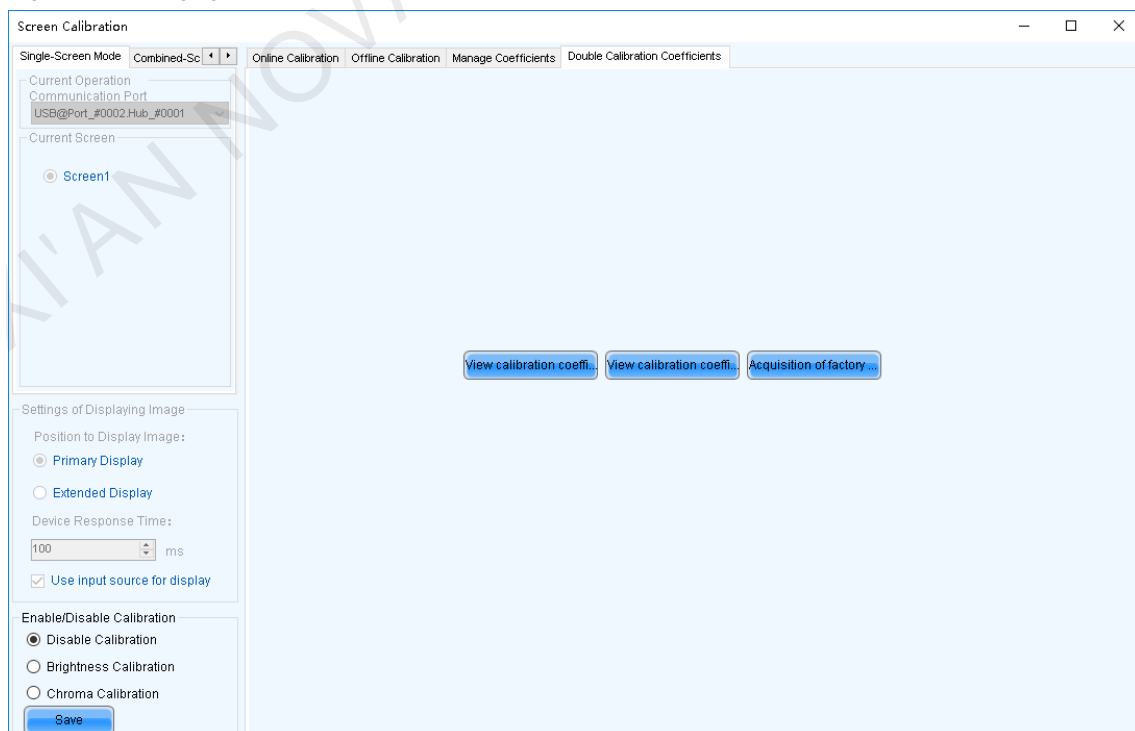 Screen Calibration
Single-Screen Mode
Combined-Sc
Online Calibration
Offline Calibration
Manage Coefficients
Double Calibration Coefficients
Current Operation
Communication Port
USB@Port_#0002.Hub_#0001
Current Screen
Screen1
View calibration coeffi...
View calibration coeffi...
Acquisition of factory ...
Settings of Displaying Image
Position to Display Image:
Primary Display
Extended Display
Device Response Time:
100
ms
Use input source for display
Enable/Disable Calibration
Disable Calibration
Brightness Calibration
Chroma Calibration
Save
XI'AN NOVA